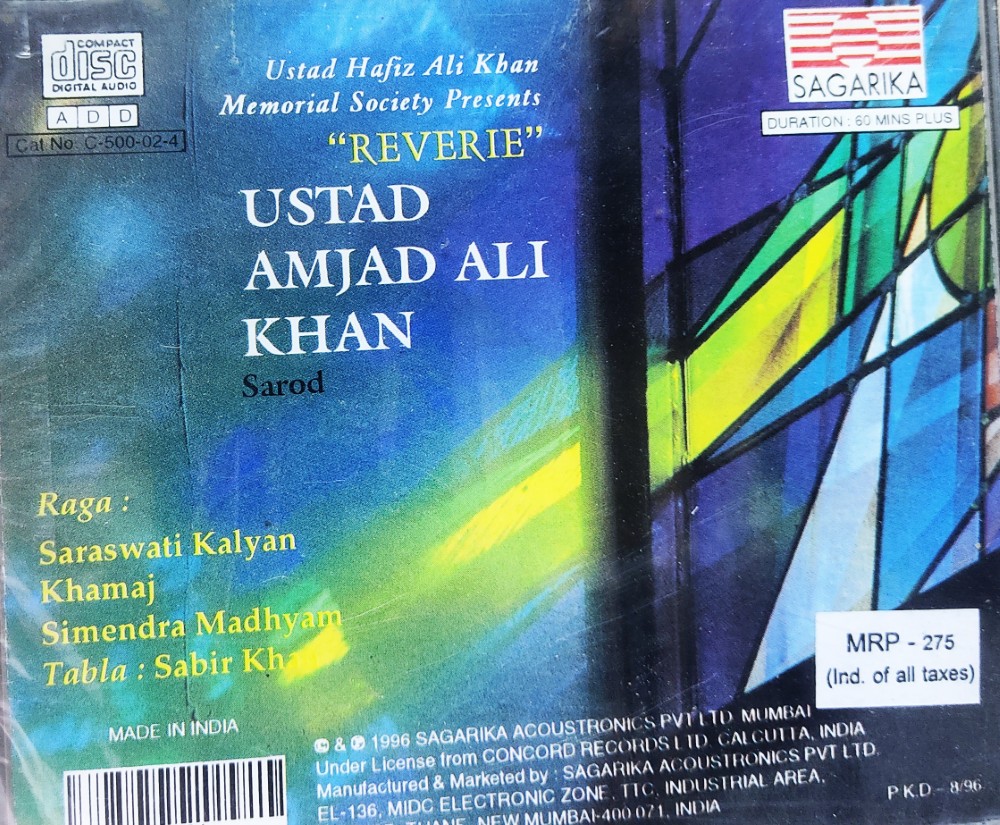 COMPACT
disc
DIGITAL AUDIO
A D D
Cat No: C-500-02-4
Ustad Hafiz Ali Khan
Memorial Society Presents
“REVERIE”
USTAD
AMJAD ALI
KHAN
Sarod
SAGARIKA
DURATION : 60 MINS PLUS
Raga :
Saraswati Kalyan
Khamaj
Simendra Madhyam
Tabla : Sabir Khan
MRP - 275
(Ind. of all taxes)
MADE IN INDIA
© & ℗ 1996 SAGARIKA ACOUSTRONICS PVT LTD. MUMBAI
Under License from CONCORD RECORDS LTD. CALCUTTA, INDIA
Manufactured & Marketed by : SAGARIKA ACOUSTRONICS PVT LTD.
EL-136, MIDC ELECTRONIC ZONE, TTC, INDUSTRIAL AREA,
THANE, NEW MUMBAI-400 071, INDIA
P.K.D - 8/96